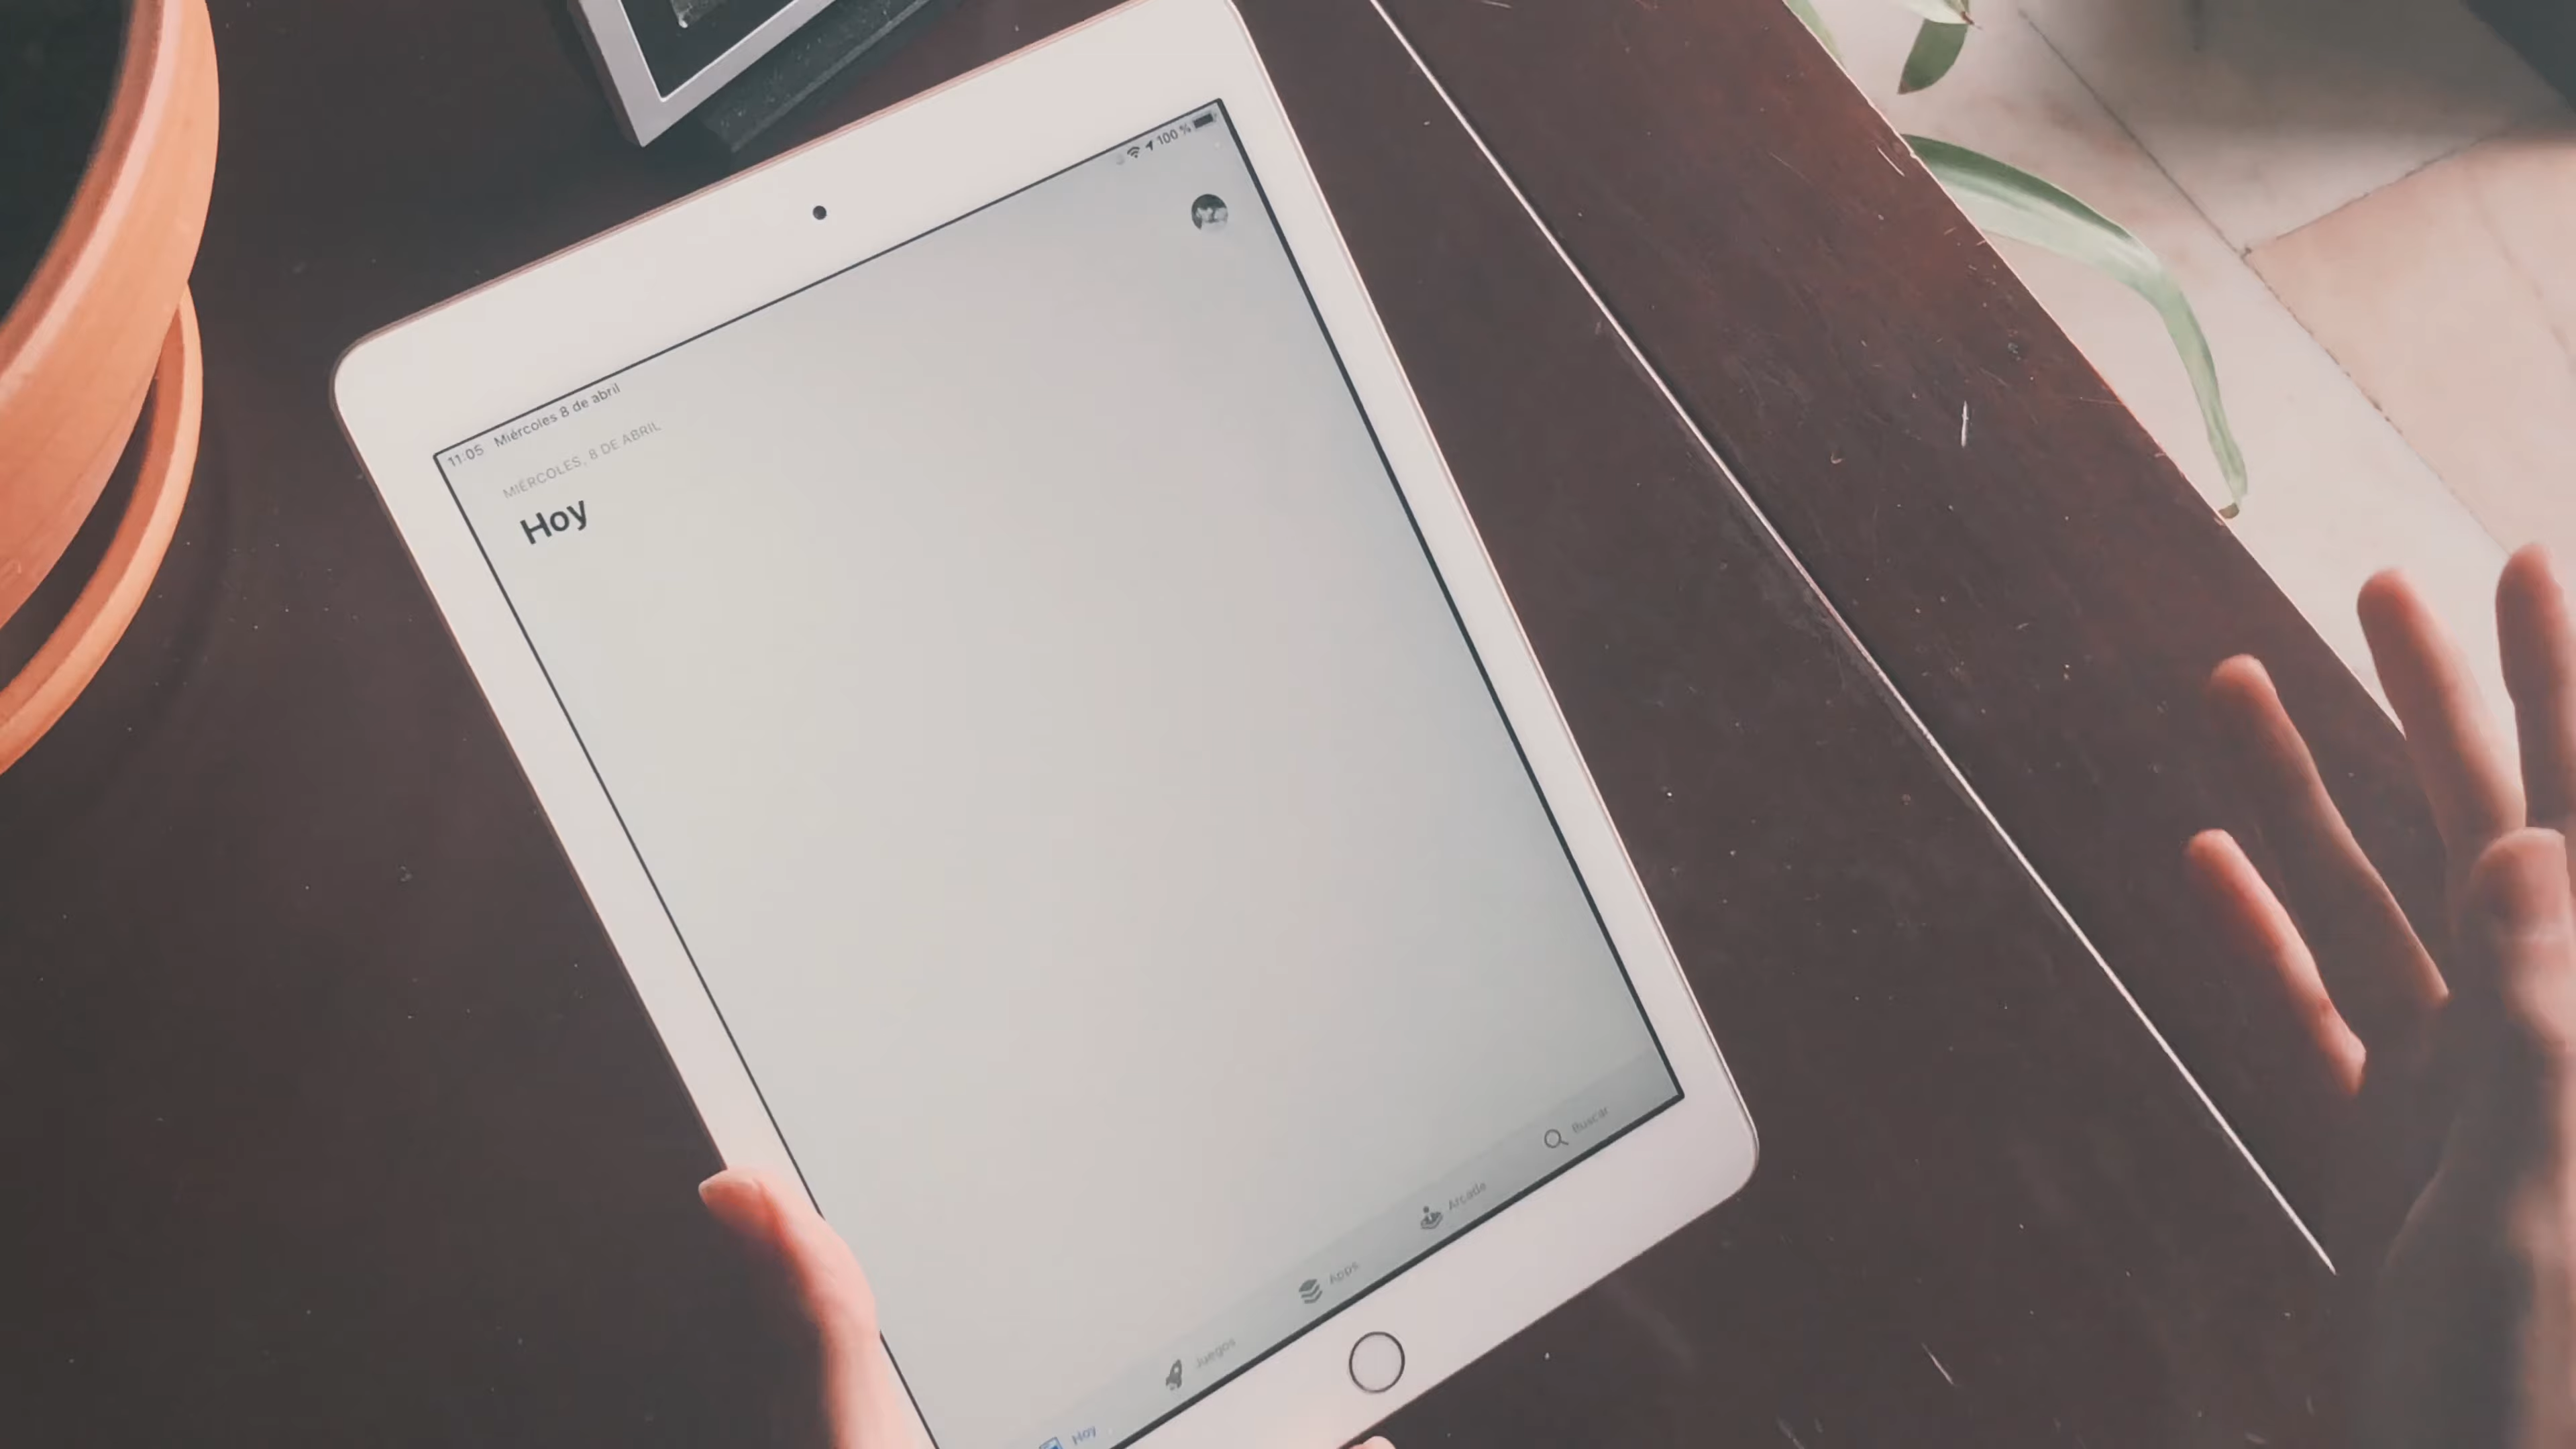 11:05 Miércoles 8 de abril
100 %
MIÉRCOLES, 8 DE ABRIL
Hoy
Hoy
Juegos
Apps
Arcade
Buscar